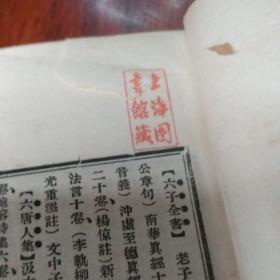 上海图
書館藏
【六子全書】 老子
公章句） 南華眞經十
音義） 沖虛至德眞經
二十卷（楊倞註）新
法言十卷（李軌柳
光重添註） 文中子
【六唐人集】汲